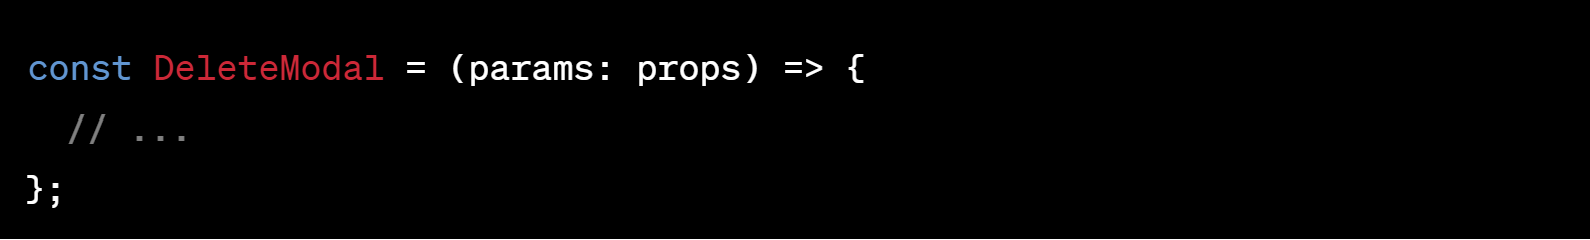 const DeleteModal = (params: props) => {
  // ...
};